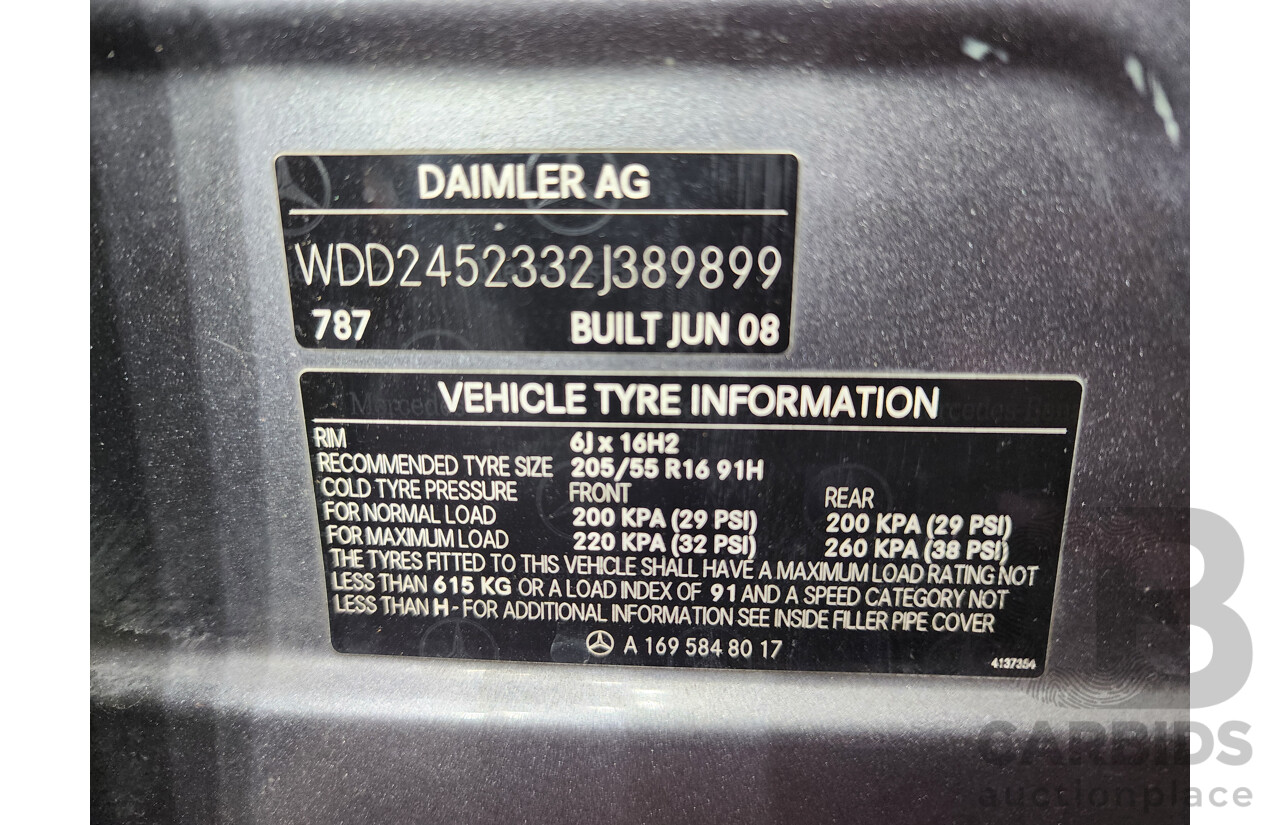 DAIMLER AG
WDD2452332J389899
787 BUILT JUN 08
VEHICLE TYRE INFORMATION
RIM 6J x 16H2
RECOMMENDED TYRE SIZE 205/55 R16 91H
COLD TYRE PRESSURE FRONT REAR
FOR NORMAL LOAD 200 KPA (29 PSI) 200 KPA (29 PSI)
FOR MAXIMUM LOAD 220 KPA (32 PSI) 260 KPA (38 PSI)
THE TYRES FITTED TO THIS VEHICLE SHALL HAVE A MAXIMUM LOAD RATING NOT
LESS THAN 615 KG OR A LOAD INDEX OF 91 AND A SPEED CATEGORY NOT
LESS THAN H - FOR ADDITIONAL INFORMATION SEE INSIDE FILLER PIPE COVER
A 169 584 80 17
4137354
CARBIDS
auctionplace